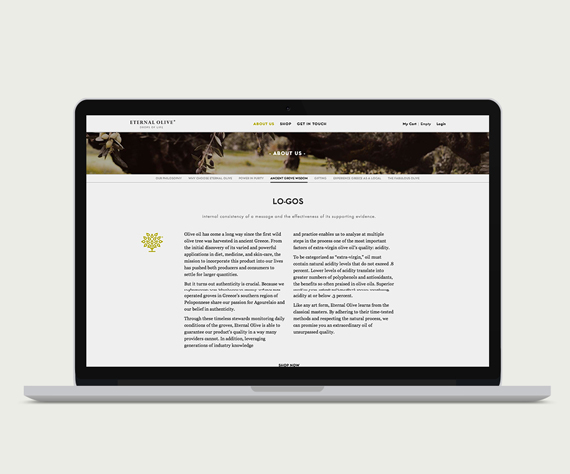 ETERNAL OLIVE
ABOUT US SHOP GET IN TOUCH
My Cart : Empty Login
- ABOUT US -
OUR PHILOSOPHY WHY CHOOSE ETERNAL OLIVE POWER IN PURITY ANCIENT GROVE WISDOM GIFTING EXPERIENCE GREECE AS A LOCAL THE FABULOUS OLIVE
LO•GOS
Internal consistency of a message and the effectiveness of its supporting evidence.
Olive oil has come a long way since the first wild
olive tree was harvested in ancient Greece. From
the initial discovery of its varied and powerful
applications in diet, medicine, and skin-care, the
mission to incorporate this product into our lives
has pushed both producers and consumers to
settle for larger quantities.
But it turns out authenticity is crucial. Because we
operated groves in Greece's southern region of
Peloponnese share our passion for Agourelaio and
our belief in authenticity.
Through these timeless stewards monitoring daily
conditions of the groves, Eternal Olive is able to
guarantee our product's quality in a way many
providers cannot. In addition, leveraging
generations of industry knowledge
and practice enables us to analyze at multiple
steps in the process one of the most important
factors of extra-virgin olive oil's quality: acidity.
To be categorized as "extra virgin," oil must
contain natural acidity levels that do not exceed .8
percent. Lower levels of acidity translate into
greater numbers of polyphenols and antioxidants,
the benefits so often praised in olive oils. Superior
acidity at or below .3 percent.
Like any art form, Eternal Olive learns from the
classical masters. By adhering to their time-tested
methods and respecting the natural process, we
can promise you an extraordinary oil of
unsurpassed quality.
SHOP NOW